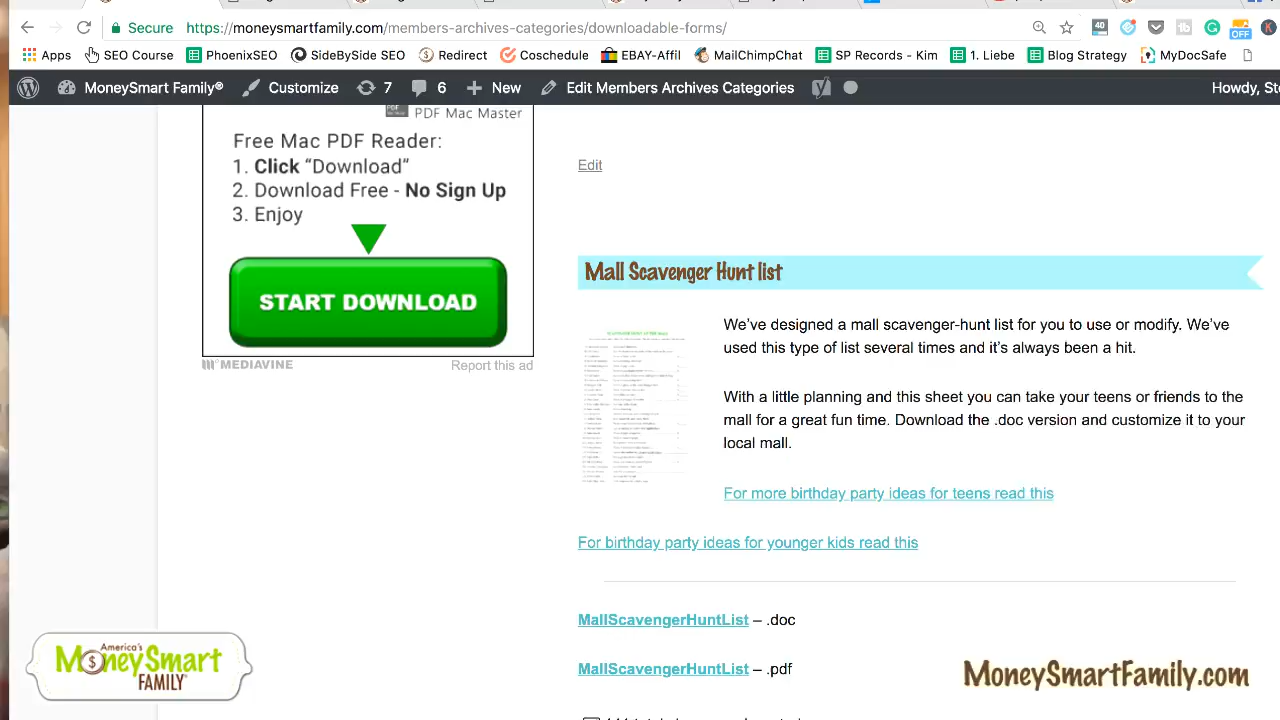 Secure https://moneysmartfamily.com/members-archives-categories/downloadable-forms/
40
OFF
K
Apps SEO Course PhoenixSEO SideBySide SEO Redirect Coschedule EBAY-Affil MailChimpChat SP Records - Kim 1. Liebe Blog Strategy MyDocSafe
MoneySmart Family® Customize 7 6 New Edit Members Archives Categories Howdy, Ste
PDF PDF Mac Master
Free Mac PDF Reader:
1. Click “Download”
2. Download Free - No Sign Up
3. Enjoy
START DOWNLOAD
MEDIAVINE Report this ad
Edit
Mall Scavenger Hunt list
We’ve designed a mall scavenger-hunt list for you to use or modify. We’ve
used this type of list several times and it’s always been a hit.
With a little planning and this sheet you can take your teens or friends to the
mall for a great fun time. Download the .doc version and customize it for your
local mall.
For more birthday party ideas for teens read this
For birthday party ideas for younger kids read this
MallScavengerHuntList – .doc
MallScavengerHuntList – .pdf
America's
MoneySmart
FAMILY®
MoneySmartFamily.com